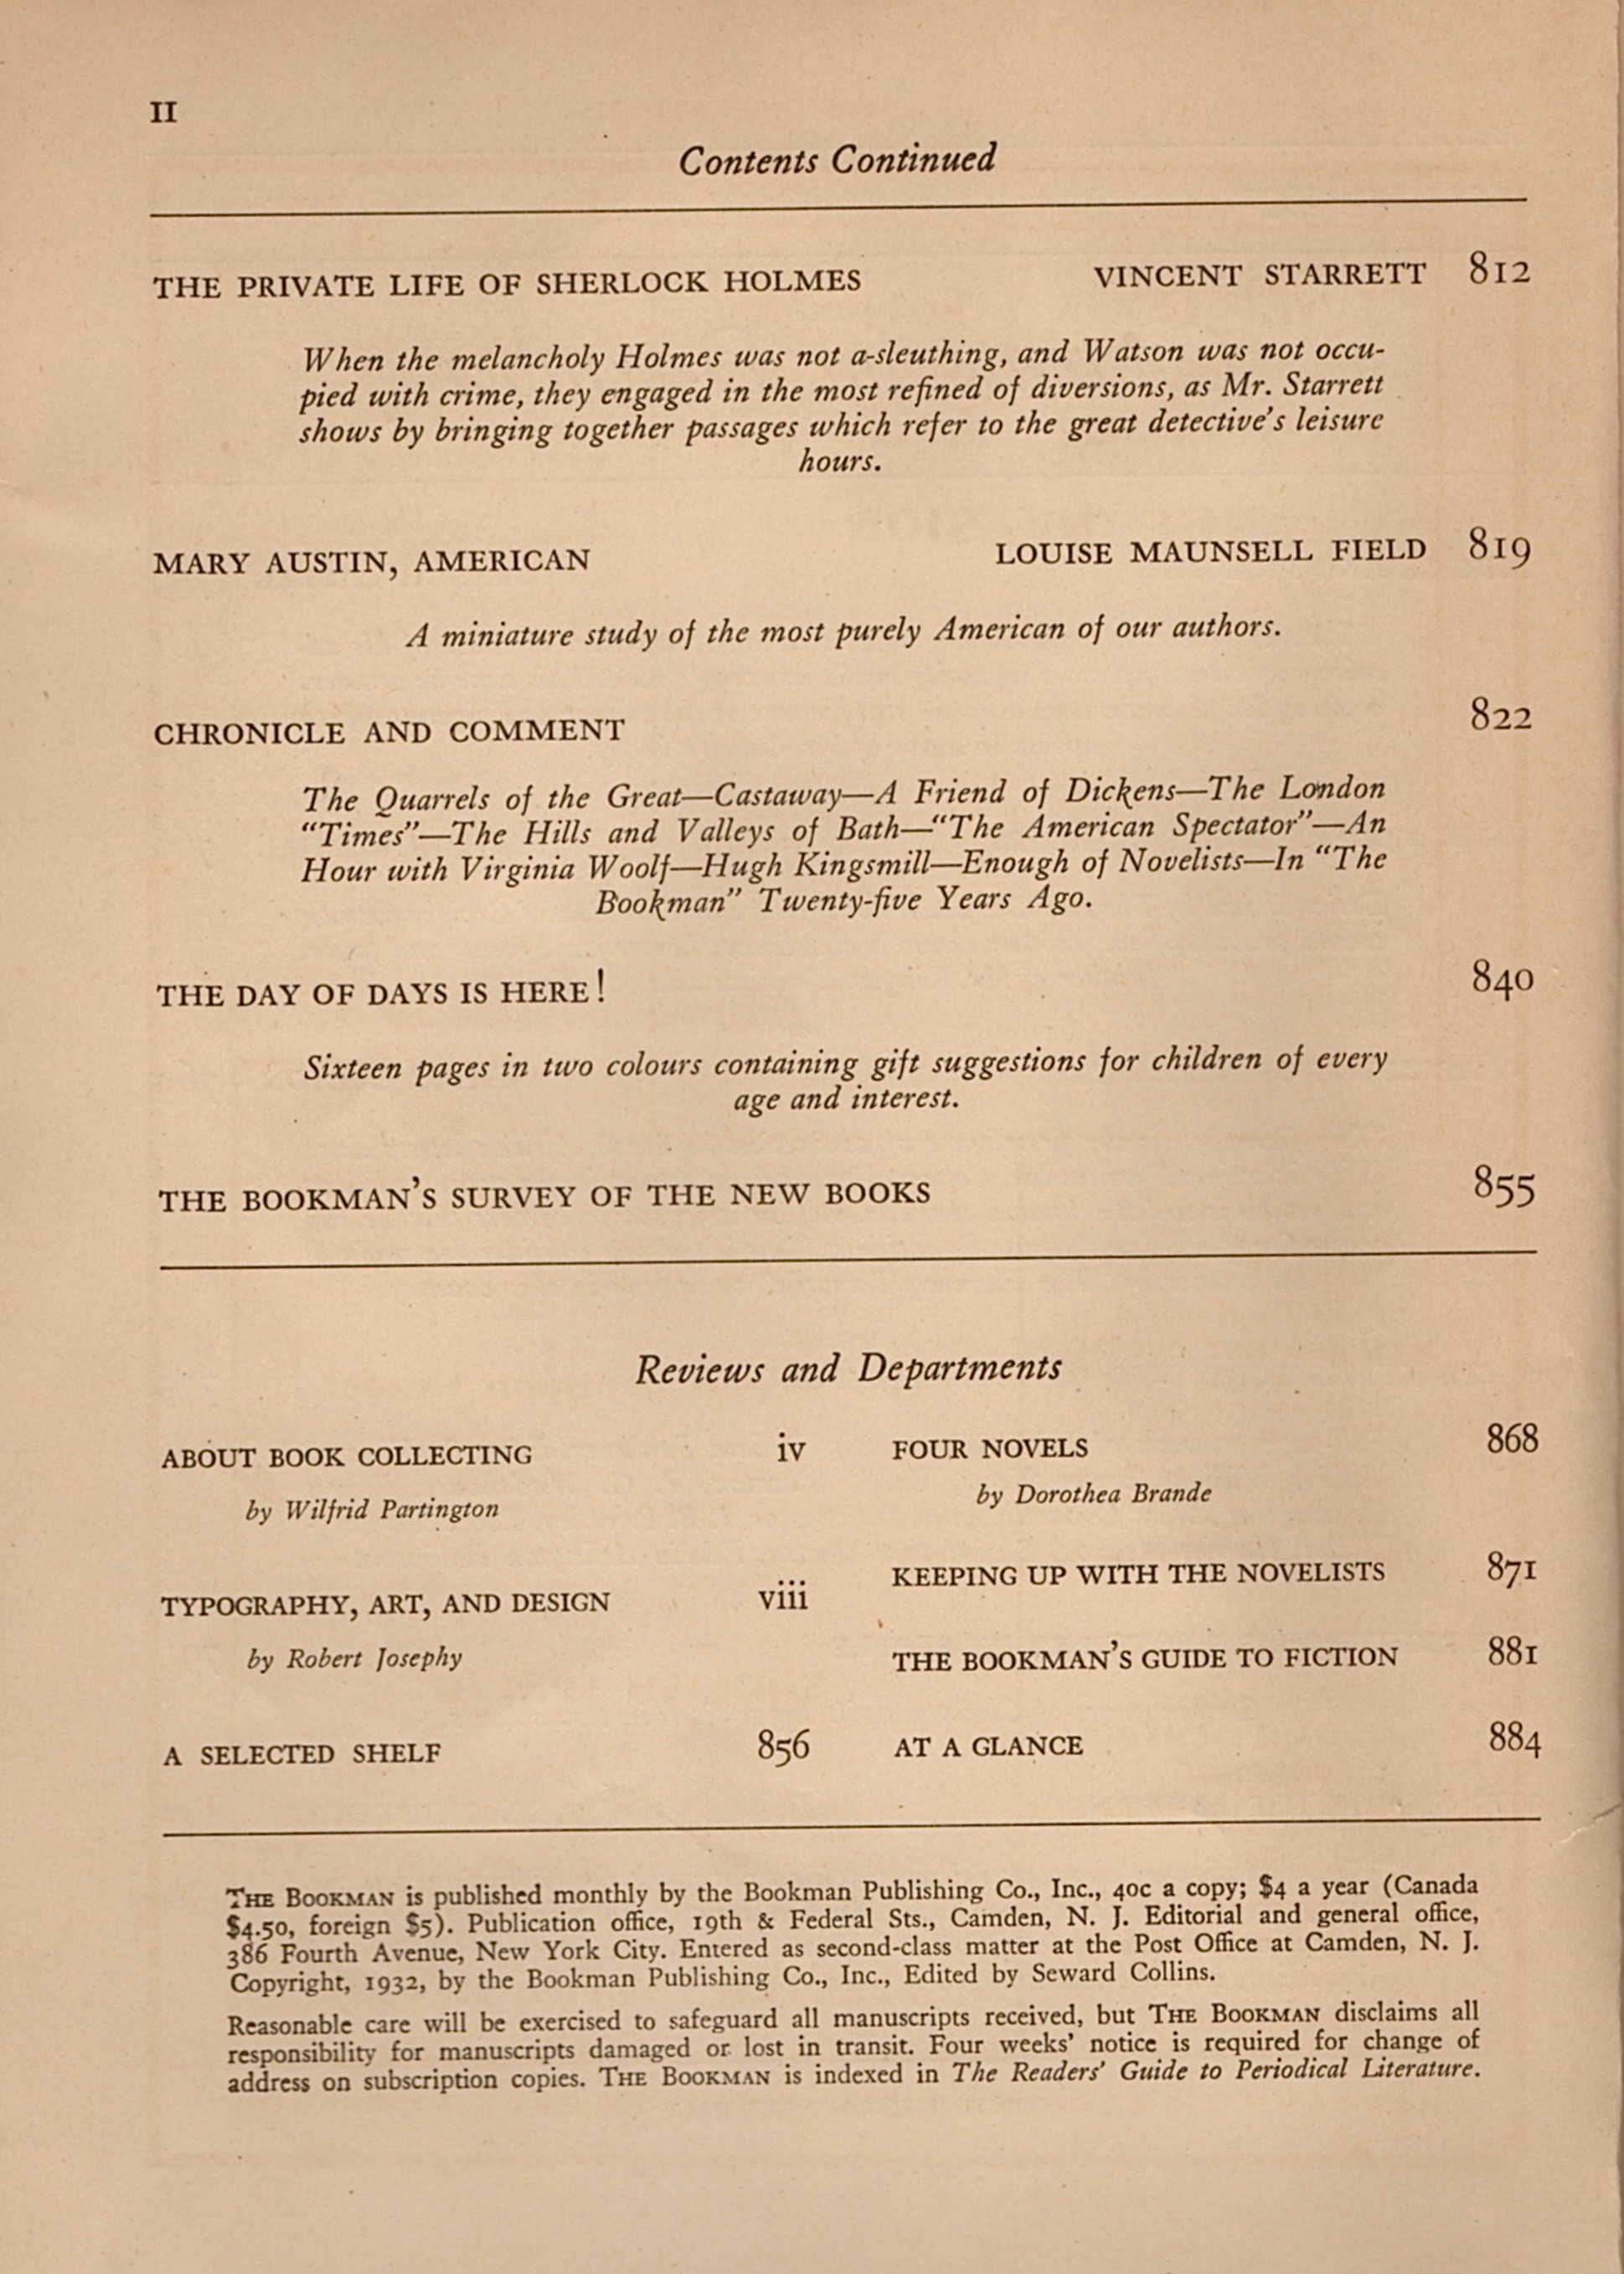 II
Contents Continued
THE PRIVATE LIFE OF SHERLOCK HOLMES VINCENT STARRETT 812
When the melancholy Holmes was not a-sleuthing, and Watson was not occu-
pied with crime, they engaged in the most refined of diversions, as Mr. Starrett
shows by bringing together passages which refer to the great detective's leisure
hours.
MARY AUSTIN, AMERICAN LOUISE MAUNSELL FIELD 819
A miniature study of the most purely American of our authors.
CHRONICLE AND COMMENT 822
The Quarrels of the Great—Castaway—A Friend of Dickens—The London
“Times”—The Hills and Valleys of Bath—“The American Spectator”—An
Hour with Virginia Woolf—Hugh Kingsmill—Enough of Novelists—In “The
Bookman” Twenty-five Years Ago.
THE DAY OF DAYS IS HERE! 840
Sixteen pages in two colours containing gift suggestions for children of every
age and interest.
THE BOOKMAN'S SURVEY OF THE NEW BOOKS 855
Reviews and Departments
ABOUT BOOK COLLECTING iv
by Wilfrid Partington
TYPOGRAPHY, ART, AND DESIGN viii
by Robert Josephy
A SELECTED SHELF 856
FOUR NOVELS 868
by Dorothea Brande
KEEPING UP WITH THE NOVELISTS 871
THE BOOKMAN'S GUIDE TO FICTION 881
AT A GLANCE 884
THE BOOKMAN is published monthly by the Bookman Publishing Co., Inc., 40c a copy; $4 a year (Canada
$4.50, foreign $5). Publication office, 19th & Federal Sts., Camden, N. J. Editorial and general office,
386 Fourth Avenue, New York City. Entered as second-class matter at the Post Office at Camden, N. J.
Copyright, 1932, by the Bookman Publishing Co., Inc., Edited by Seward Collins.
Reasonable care will be exercised to safeguard all manuscripts received, but THE BOOKMAN disclaims all
responsibility for manuscripts damaged or lost in transit. Four weeks' notice is required for change of
address on subscription copies. THE BOOKMAN is indexed in The Readers' Guide to Periodical Literature.